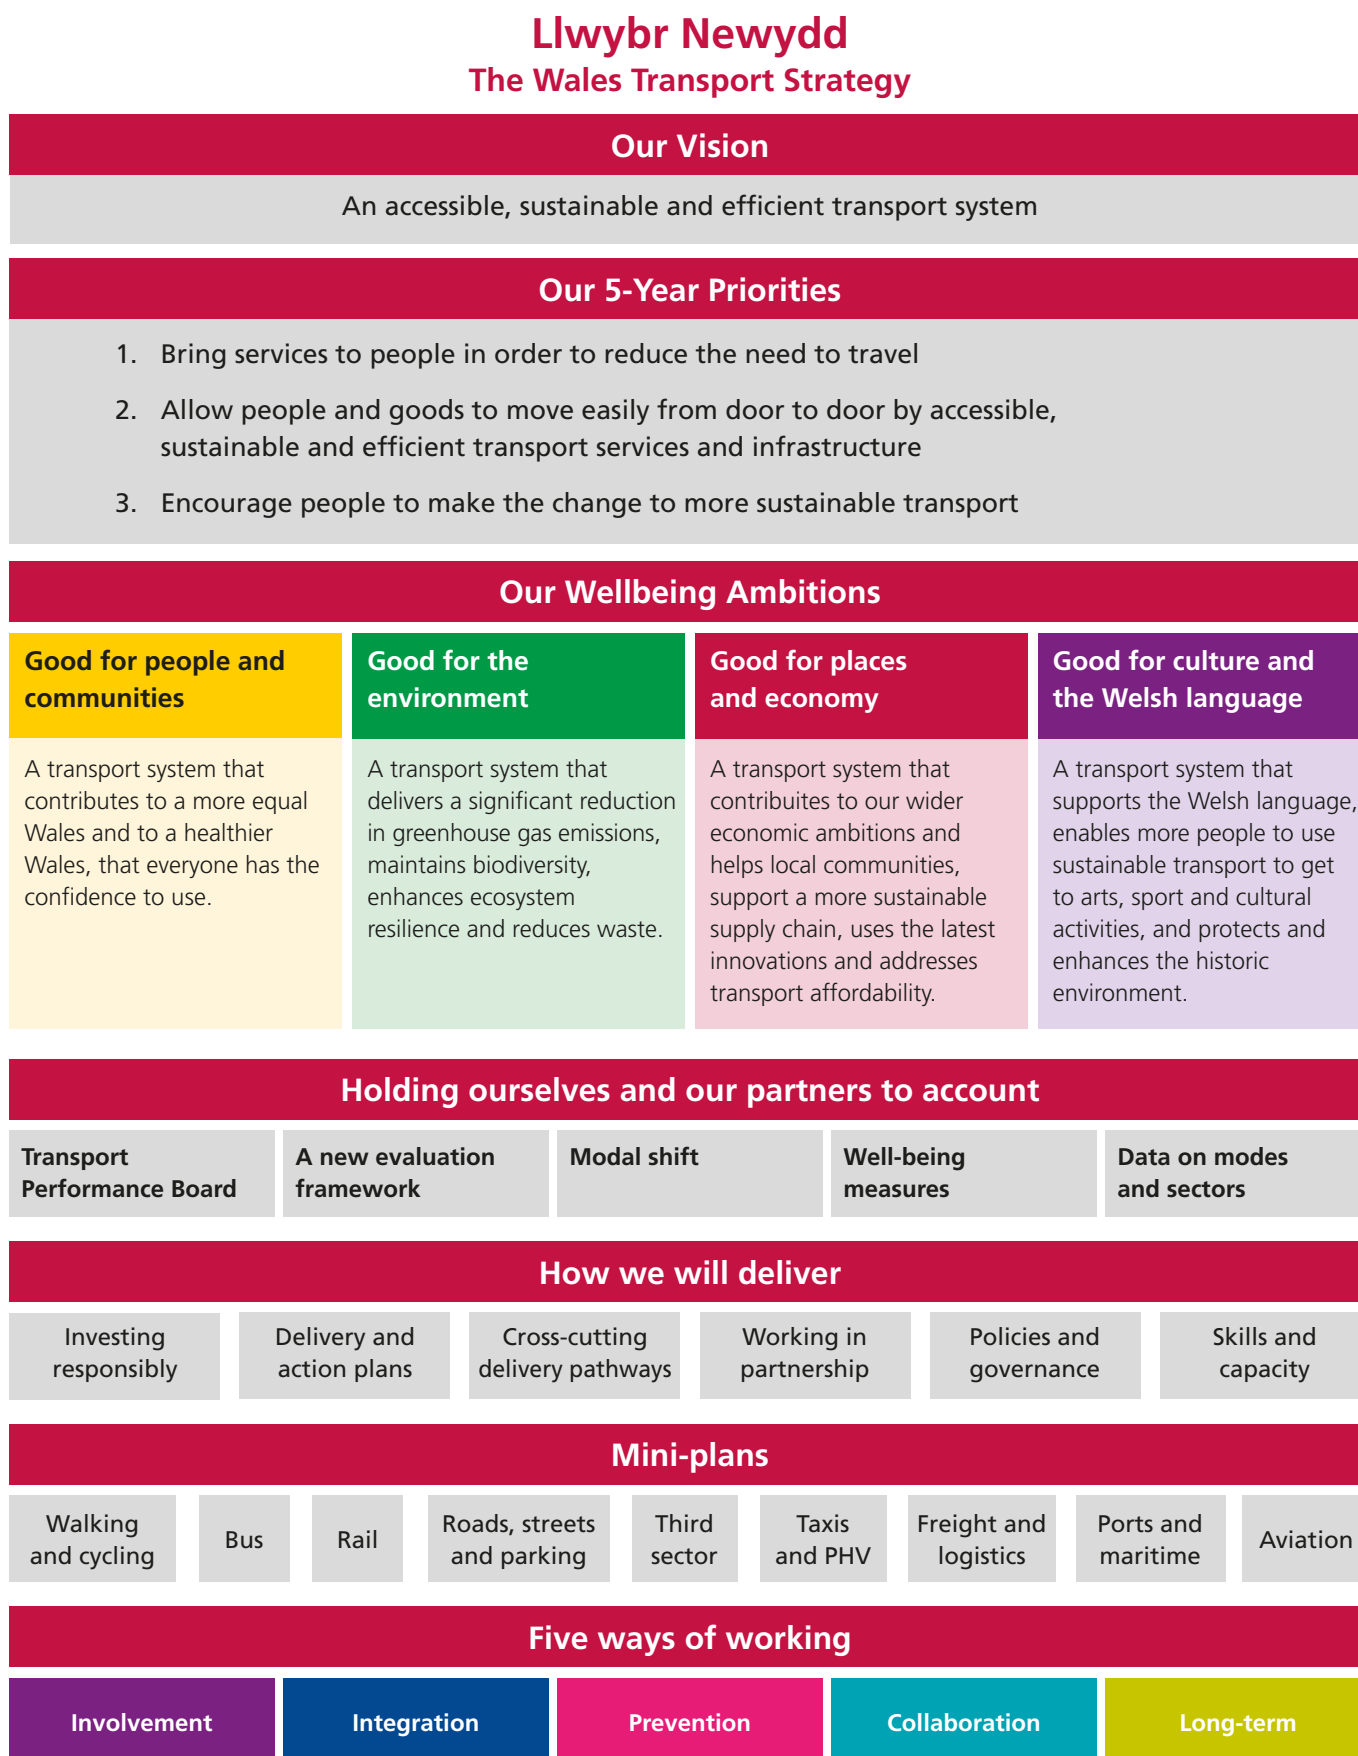 Llwybr Newydd
The Wales Transport Strategy
Our Vision
An accessible, sustainable and efficient transport system
Our 5-Year Priorities
1. Bring services to people in order to reduce the need to travel
2. Allow people and goods to move easily from door to door by accessible,
sustainable and efficient transport services and infrastructure
3. Encourage people to make the change to more sustainable transport
Our Wellbeing Ambitions
Good for people and
communities
A transport system that
contributes to a more equal
Wales and to a healthier
Wales, that everyone has the
confidence to use.
Good for the
environment
A transport system that
delivers a significant reduction
in greenhouse gas emissions,
maintains biodiversity,
enhances ecosystem
resilience and reduces waste.
Good for places
and economy
A transport system that
contribuites to our wider
economic ambitions and
helps local communities,
support a more sustainable
supply chain, uses the latest
innovations and addresses
transport affordability.
Good for culture and
the Welsh language
A transport system that
supports the Welsh language,
enables more people to use
sustainable transport to get
to arts, sport and cultural
activities, and protects and
enhances the historic
environment.
Holding ourselves and our partners to account
Transport
Performance Board
A new evaluation
framework
Modal shift
Well-being
measures
Data on modes
and sectors
How we will deliver
Investing
responsibly
Delivery and
action plans
Cross-cutting
delivery pathways
Working in
partnership
Policies and
governance
Skills and
capacity
Mini-plans
Walking
and cycling
Bus
Rail
Roads, streets
and parking
Third
sector
Taxis
and PHV
Freight and
logistics
Ports and
maritime
Aviation
Five ways of working
Involvement
Integration
Prevention
Collaboration
Long-term